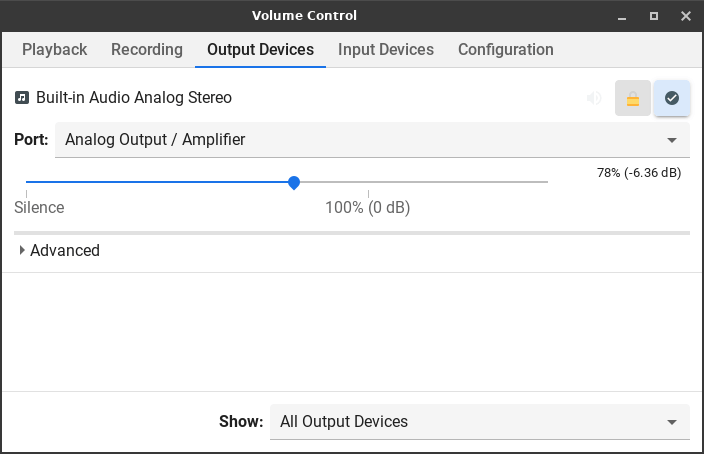 Volume Control
Playback Recording Output Devices Input Devices Configuration
Built-in Audio Analog Stereo
Port: Analog Output / Amplifier
78% (-6.36 dB)
Silence 100% (0 dB)
Advanced
Show: All Output Devices